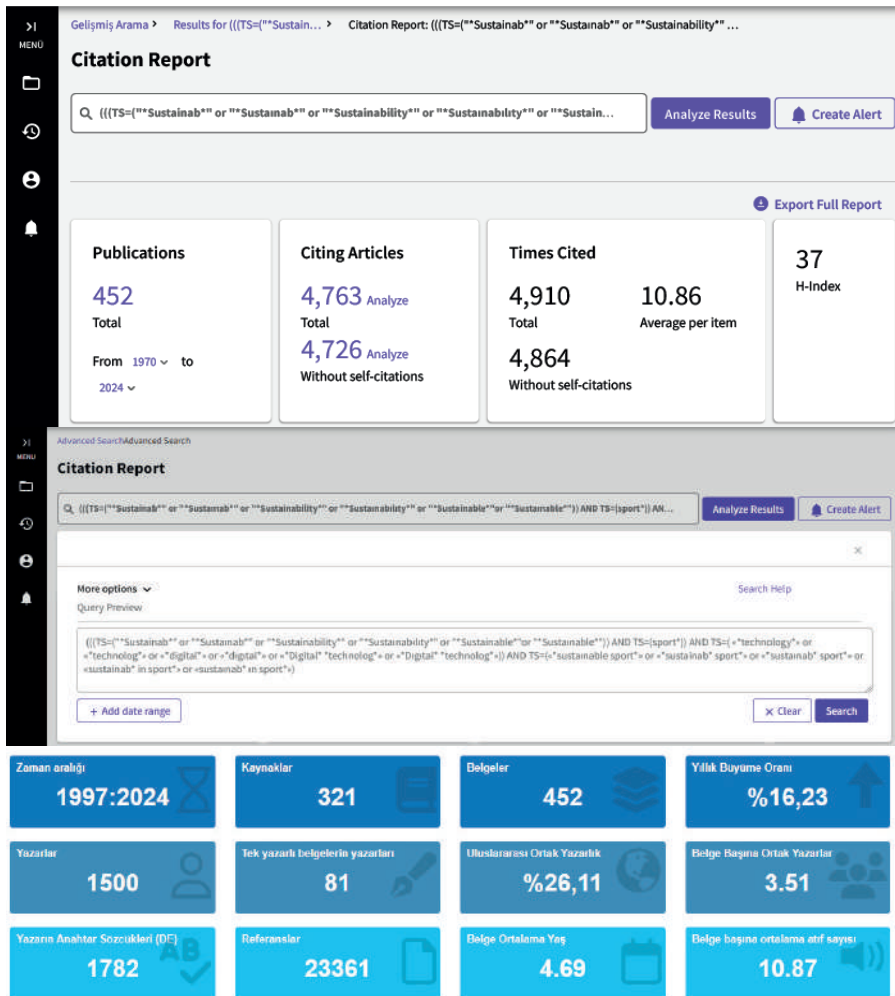 Gelişmiş Arama > Results for (((TS=("*Sustain... > Citation Report: (((TS=("*Sustainab*" or "*Sustaınab*" or "*Sustainability*" ...
MENÜ
Citation Report
(((TS=("*Sustainab*" or "*Sustaınab*" or "*Sustainability*" or "*Sustaınabılıty*" or "*Sustain...
Analyze Results
Create Alert
Export Full Report
Publications
452
Total
From 1970 to
2024
Citing Articles
4,763 Analyze
Total
4,726 Analyze
Without self-citations
Times Cited
4,910
Total
10.86
Average per item
4,864
Without self-citations
37
H-Index
Advanced SearchAdvanced Search
MENU
Citation Report
(((TS=("*Sustainab*" or "*Sustaınab*" or "*Sustainability*" or "*Sustaınabılıty*" or "*Sustainable*"or "*Sustaınable*")) AND TS=(sport*)) AN...
Analyze Results
Create Alert
More options
Search Help
Query Preview
(((TS=("*Sustainab*" or "*Sustaınab*" or "*Sustainability*" or "*Sustaınabılıty*" or "*Sustainable*"or "*Sustaınable*")) AND TS=(sport*)) AND TS=( «*technology*» or
«*technolog*» or «*digital*» or «*dıgıtal*» or «*Digital* *technolog*» or «*Dıgıtal* *technolog*»)) AND TS=(«*sustainable sport*» or «*sustainab* sport*» or «*sustaınab* sport*» or
«sustainab* in sport*» or «sustaınab* ın sport*»)
+ Add date range
× Clear
Search
Zaman aralığı
1997:2024
Kaynaklar
321
Belgeler
452
Yıllık Büyüme Oranı
%16,23
Yazarlar
1500
Tek yazarlı belgelerin yazarları
81
Uluslararası Ortak Yazarlık
%26,11
Belge Başına Ortak Yazarlar
3.51
Yazarın Anahtar Sözcükleri (DE)
1782
Referanslar
23361
Belge Ortalama Yaş
4.69
Belge başına ortalama atıf sayısı
10.87